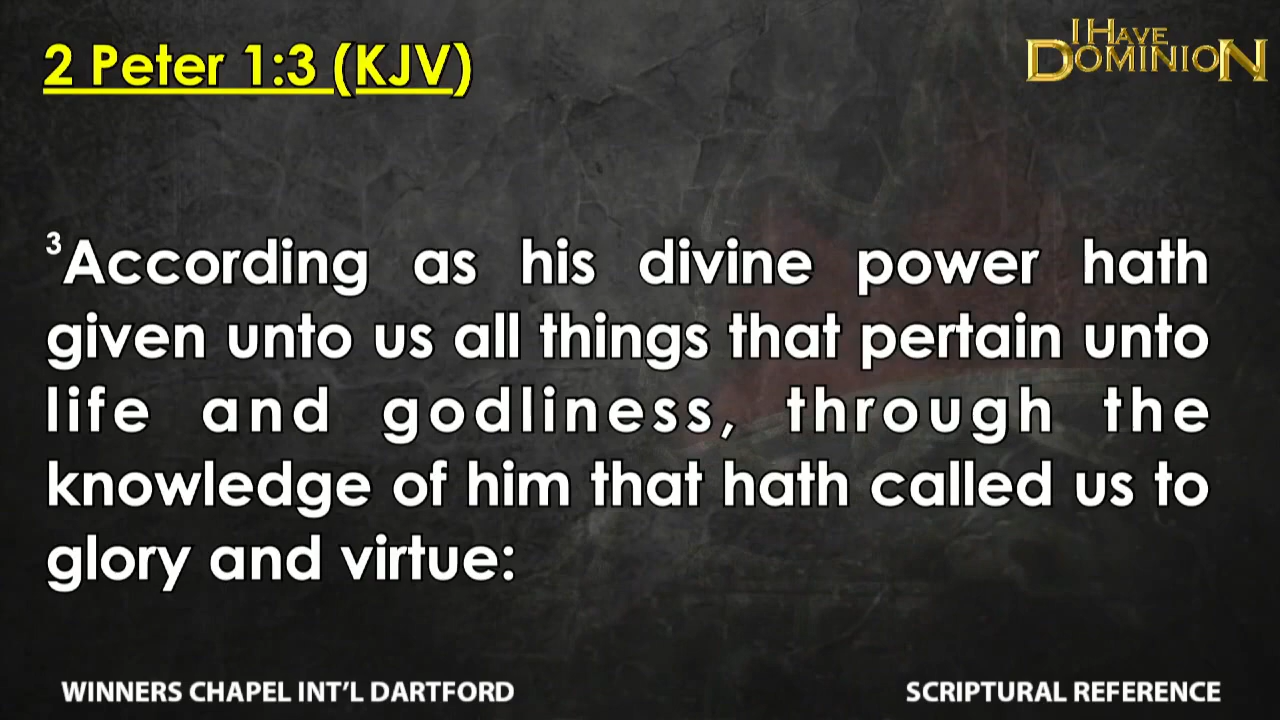 2 Peter 1:3 (KJV)
I HAVE
DOMINION
3According as his divine power hath
given unto us all things that pertain unto
life and godliness, through the
knowledge of him that hath called us to
glory and virtue:
WINNERS CHAPEL INT'L DARTFORD
SCRIPTURAL REFERENCE